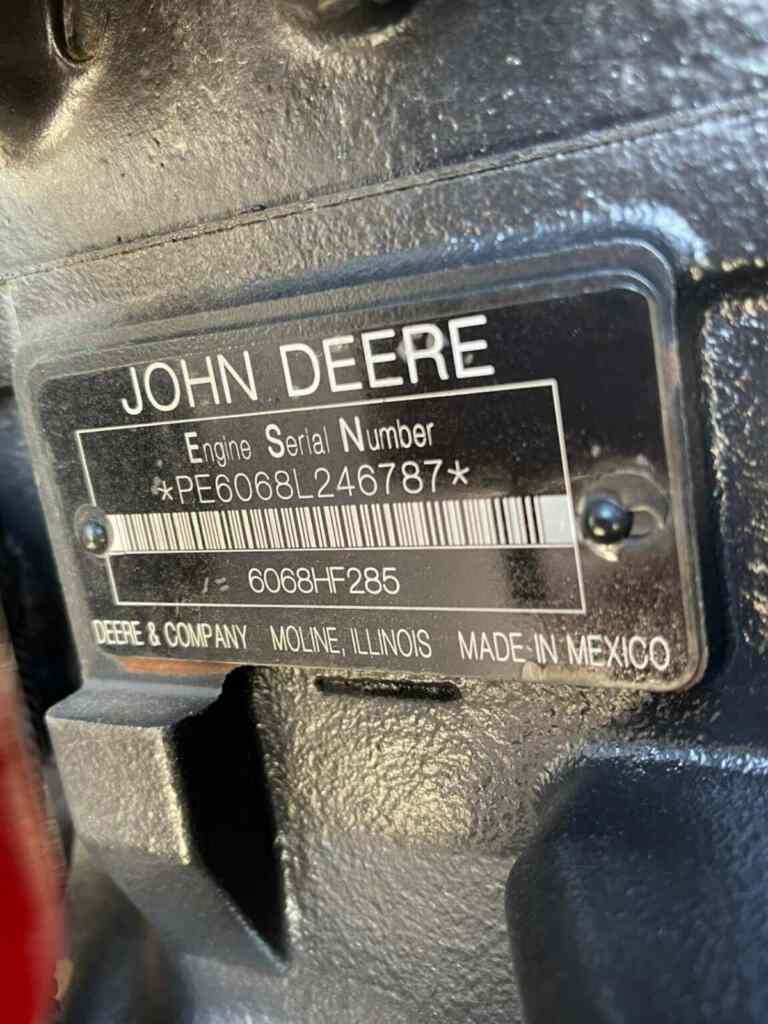 JOHN DEERE
Engine Serial Number
*PE6068L246787*
6068HF285
DEERE & COMPANY MOLINE, ILLINOIS MADE IN MEXICO